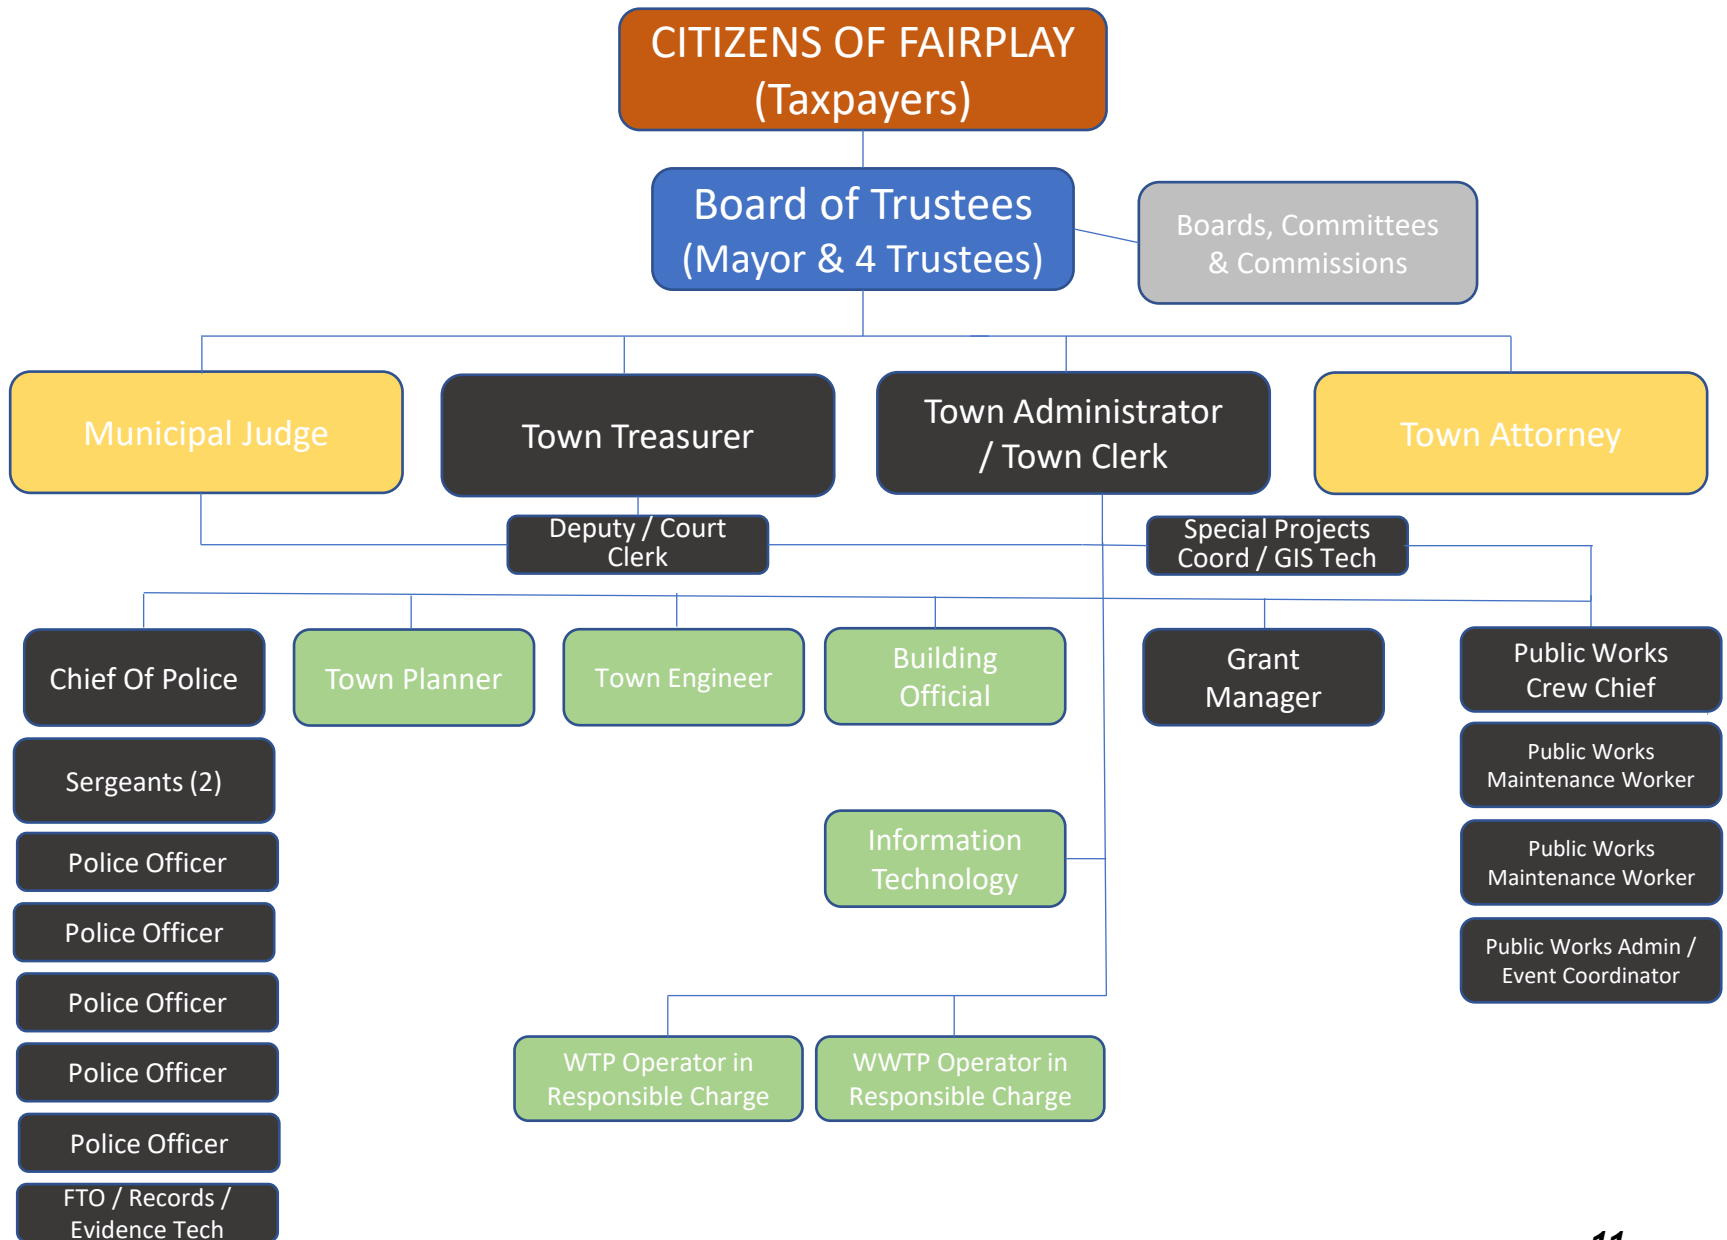 CITIZENS OF FAIRPLAY
(Taxpayers)
Board of Trustees
(Mayor & 4 Trustees)
Boards, Committees
& Commissions
Municipal Judge
Town Treasurer
Town Administrator
/ Town Clerk
Town Attorney
Deputy / Court
Clerk
Special Projects
Coord / GIS Tech
Chief Of Police
Town Planner
Town Engineer
Building
Official
Grant
Manager
Public Works
Crew Chief
Sergeants (2)
Public Works
Maintenance Worker
Police Officer
Information
Technology
Public Works
Maintenance Worker
Police Officer
Public Works Admin /
Event Coordinator
Police Officer
Police Officer
WTP Operator in
Responsible Charge
WWTP Operator in
Responsible Charge
Police Officer
FTO / Records /
Evidence Tech
11